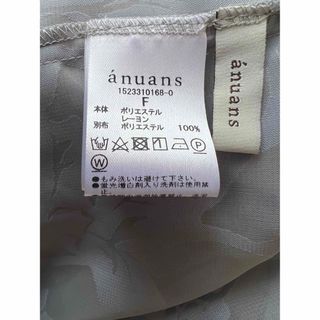 ánuans
1523310168-0
F
本体 ポリエステル
レーヨン
別布 ポリエステル 100%
W
●もみ洗いは避けて下さい。
●蛍光増白剤入り洗剤は使用禁
止。
ánuans